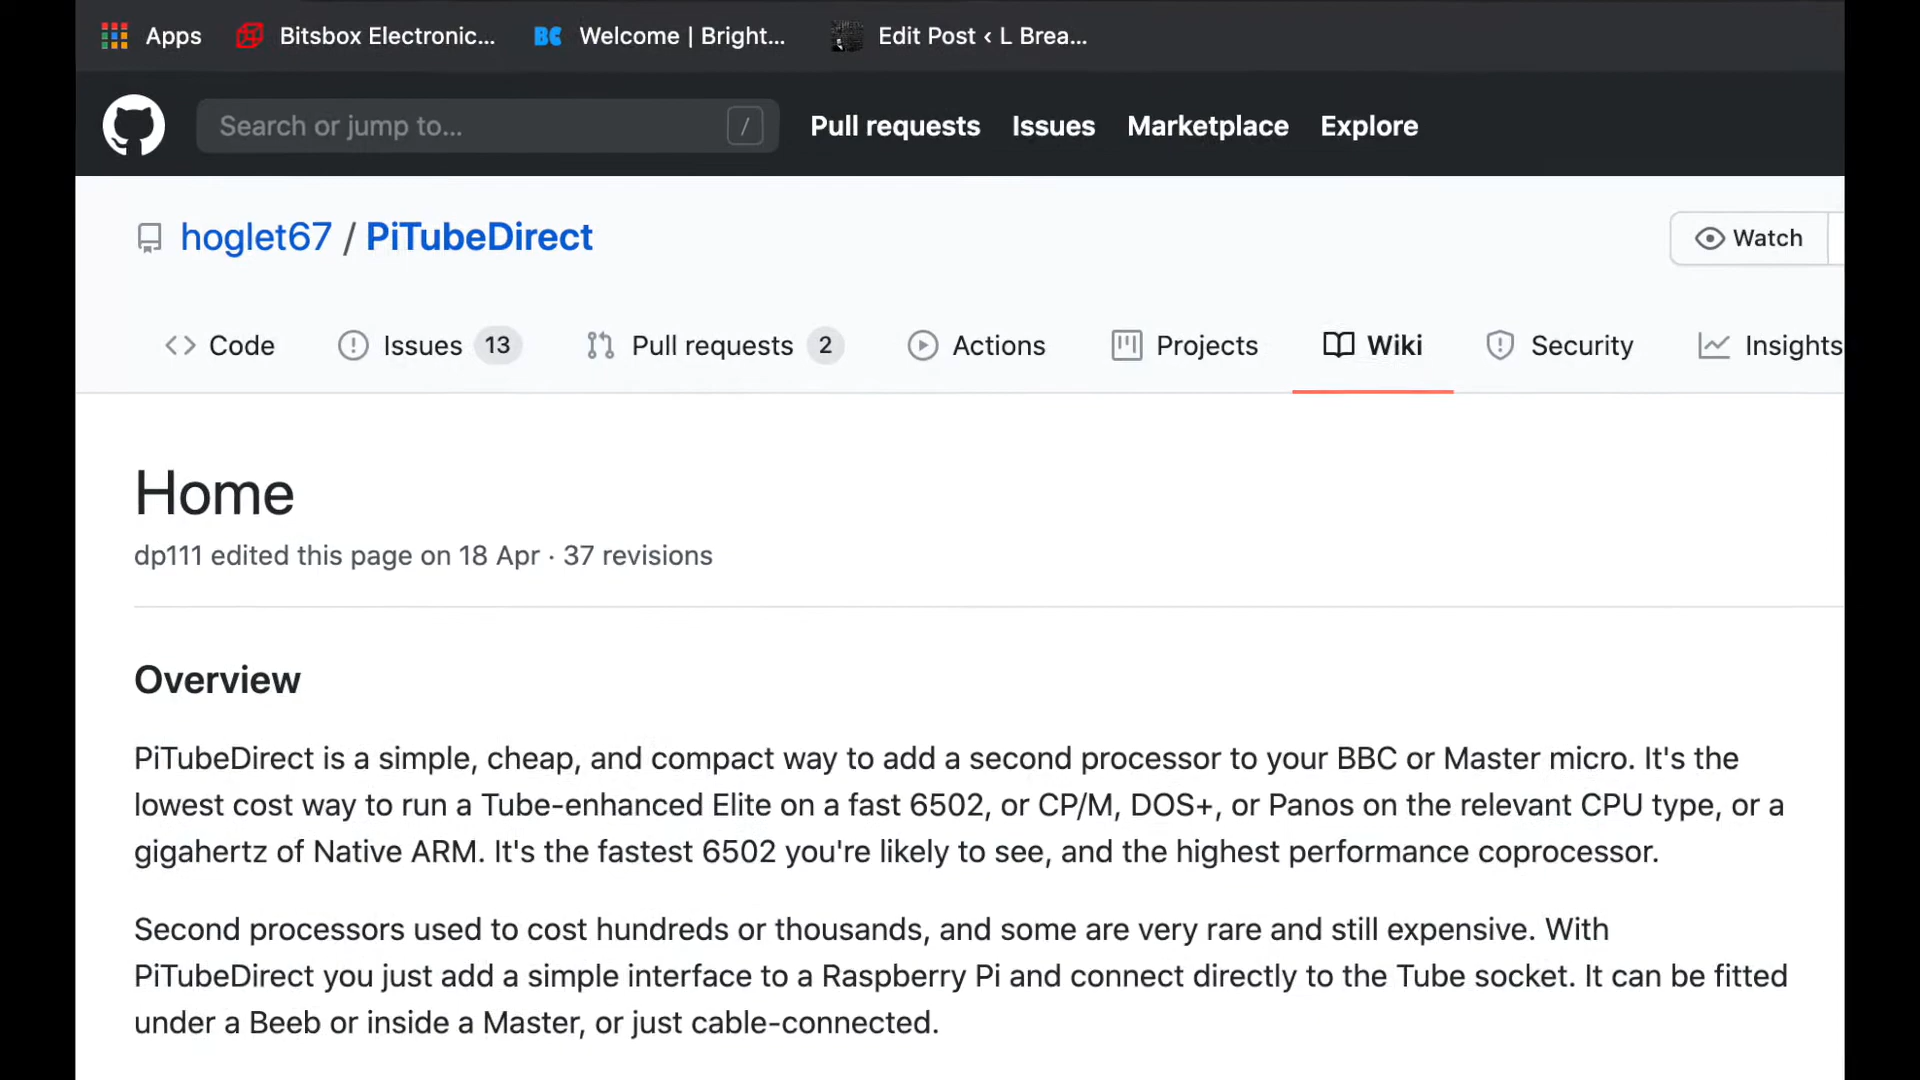 Apps Bitsbox Electronic... BC Welcome | Bright... Edit Post ‹ L Brea...
Search or jump to... / Pull requests Issues Marketplace Explore
hoglet67 / PiTubeDirect Watch
Code Issues 13 Pull requests 2 Actions Projects Wiki Security Insights
Home
dp111 edited this page on 18 Apr · 37 revisions
Overview
PiTubeDirect is a simple, cheap, and compact way to add a second processor to your BBC or Master micro. It's the
lowest cost way to run a Tube-enhanced Elite on a fast 6502, or CP/M, DOS+, or Panos on the relevant CPU type, or a
gigahertz of Native ARM. It's the fastest 6502 you're likely to see, and the highest performance coprocessor.
Second processors used to cost hundreds or thousands, and some are very rare and still expensive. With
PiTubeDirect you just add a simple interface to a Raspberry Pi and connect directly to the Tube socket. It can be fitted
under a Beeb or inside a Master, or just cable-connected.